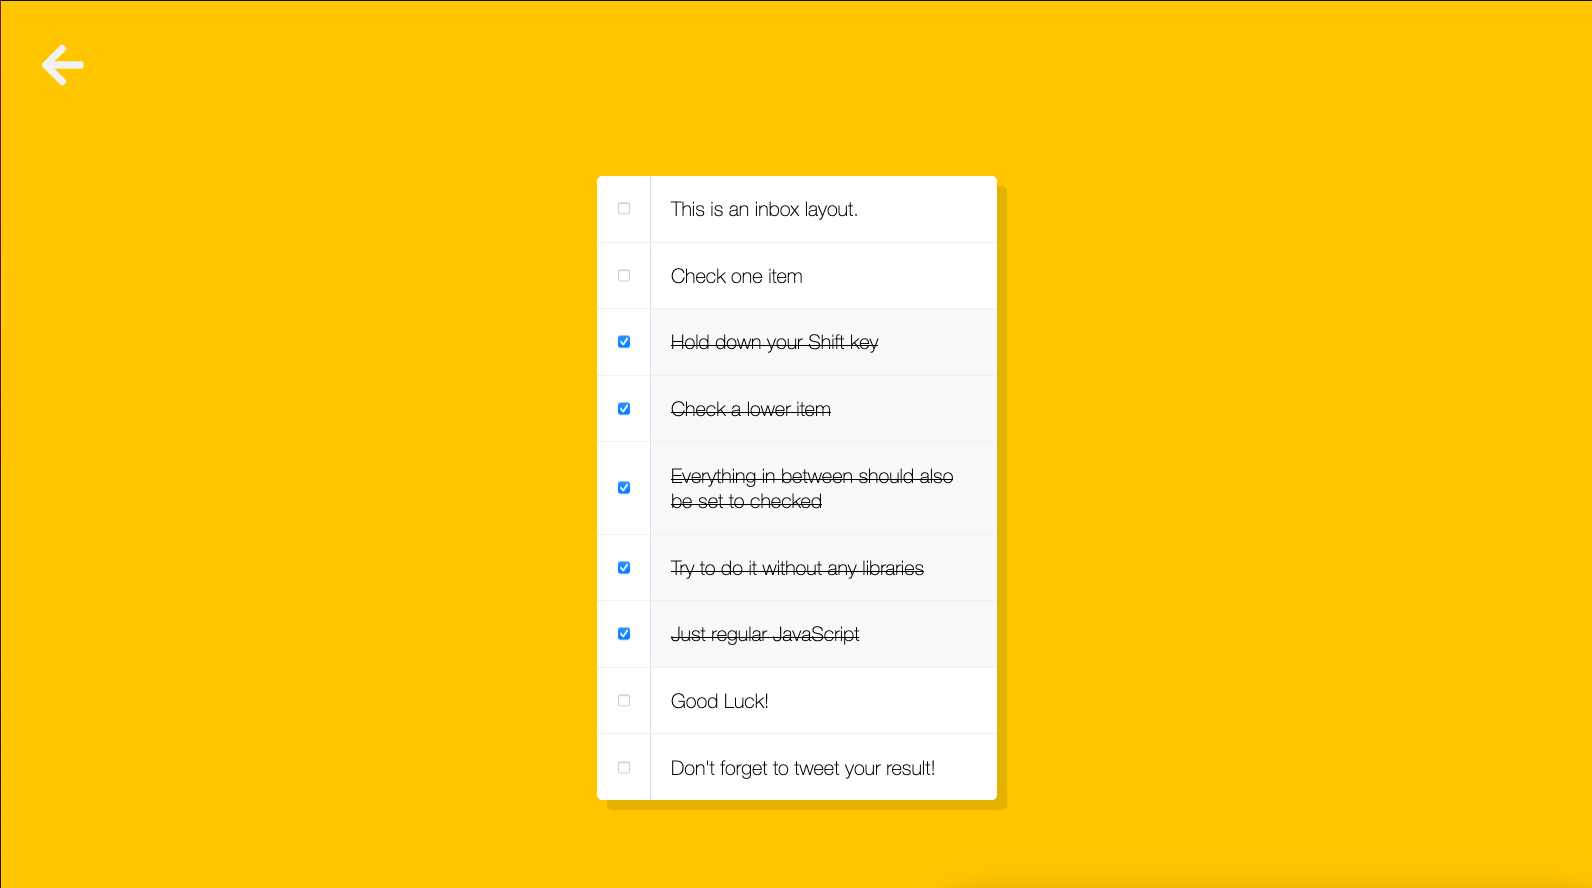 This is an inbox layout.
Check one item
Hold down your Shift key
Check a lower item
Everything in between should also
be set to checked
Try to do it without any libraries
Just regular JavaScript
Good Luck!
Don't forget to tweet your result!